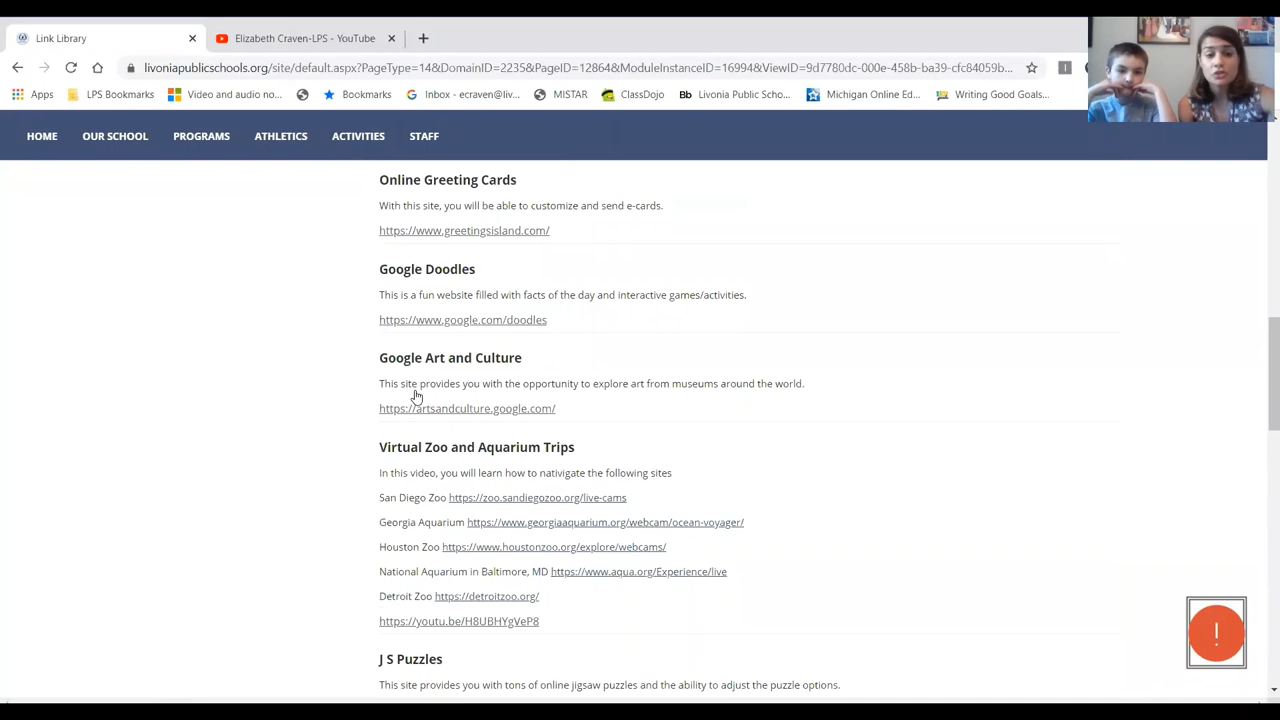 Link Library
Elizabeth Craven-LPS - YouTube
livoniapublicschools.org/site/default.aspx?PageType=14&DomainID=2235&PageID=12864&ModuleInstanceID=16994&ViewID=9d7780dc-000e-458b-ba39-cfc84059b...
Apps LPS Bookmarks Video and audio no... Bookmarks Inbox - ecraven@liv... MISTAR ClassDojo Bb Livonia Public Scho... Michigan Online Ed... Writing Good Goals...
HOME OUR SCHOOL PROGRAMS ATHLETICS ACTIVITIES STAFF
Online Greeting Cards
With this site, you will be able to customize and send e-cards.
https://www.greetingsisland.com/
Google Doodles
This is a fun website filled with facts of the day and interactive games/activities.
https://www.google.com/doodles
Google Art and Culture
This site provides you with the opportunity to explore art from museums around the world.
https://artsandculture.google.com/
Virtual Zoo and Aquarium Trips
In this video, you will learn how to nativigate the following sites
San Diego Zoo https://zoo.sandiegozoo.org/live-cams
Georgia Aquarium https://www.georgiaaquarium.org/webcam/ocean-voyager/
Houston Zoo https://www.houstonzoo.org/explore/webcams/
National Aquarium in Baltimore, MD https://www.aqua.org/Experience/live
Detroit Zoo https://detroitzoo.org/
https://youtu.be/H8UBHYgVeP8
J S Puzzles
This site provides you with tons of online jigsaw puzzles and the ability to adjust the puzzle options.